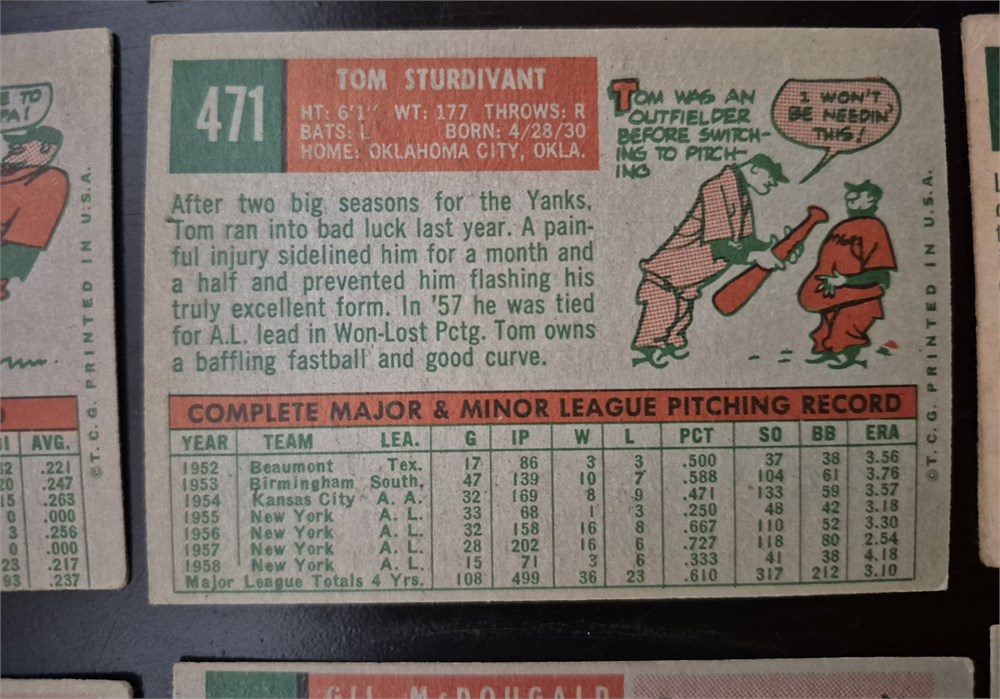 471
TOM STURDIVANT
HT: 6'1" WT: 177 THROWS: R
BATS: L BORN: 4/28/30
HOME: OKLAHOMA CITY, OKLA.
After two big seasons for the Yanks,
Tom ran into bad luck last year. A pain-
ful injury sidelined him for a month and
a half and prevented him flashing his
truly excellent form. In '57 he was tied
for A.L. lead in Won-Lost Pctg. Tom owns
a baffling fastball and good curve.
TOM WAS AN
OUTFIELDER
BEFORE SWITCH-
ING TO PITCH-
ING
I WON'T
BE NEEDIN'
THIS!
MGR.
©T. C. G. PRINTED IN U.S.A.
COMPLETE MAJOR & MINOR LEAGUE PITCHING RECORD
YEAR TEAM LEA. G IP W L PCT SO BB ERA
1952 Beaumont Tex. 17 86 3 3 .500 37 38 3.56
1953 Birmingham South. 47 139 10 7 .588 104 61 3.76
1954 Kansas City A. A. 32 169 8 9 .471 133 59 3.57
1955 New York A. L. 33 68 1 3 .250 48 42 3.18
1956 New York A. L. 32 158 16 8 .667 110 52 3.30
1957 New York A. L. 28 202 16 6 .727 118 80 2.54
1958 New York A. L. 15 71 3 6 .333 41 38 4.18
Major League Totals 4 Yrs. 108 499 36 23 .610 317 212 3.10
TO
©T. C. G. PRINTED IN U.S.A.
AVG.
.221
.247
.263
.000
3 .256
0 .000
23 .217
93 .237
GIL McDOUGALD